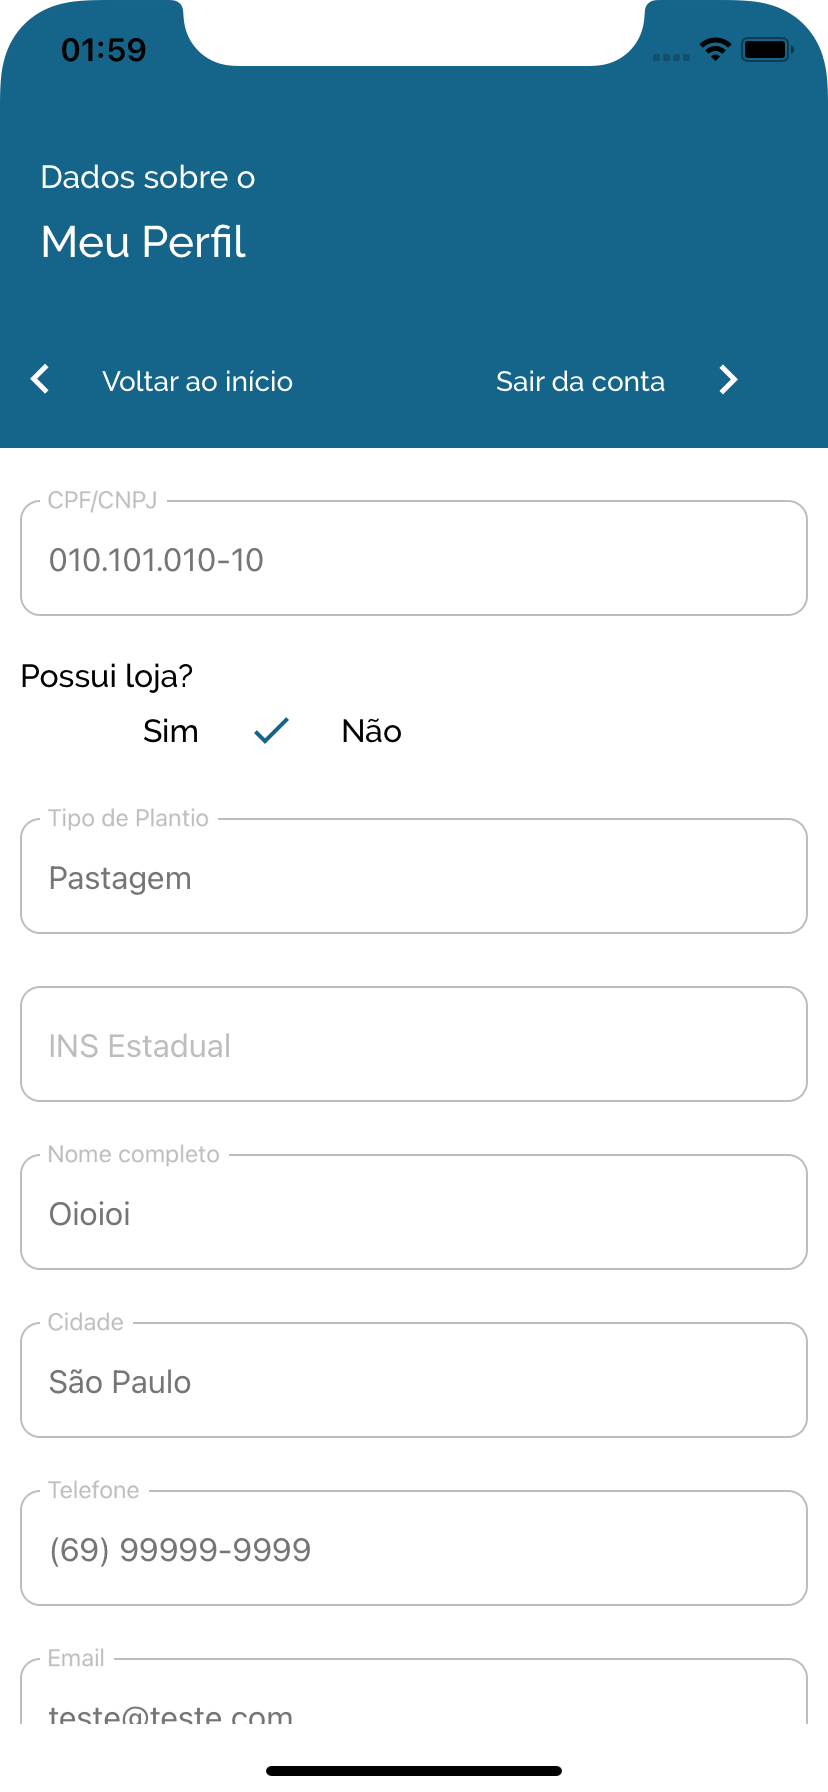 01:59
Dados sobre o
Meu Perfil
Voltar ao início Sair da conta
CPF/CNPJ
010.101.010-10
Possui loja?
Sim Não
Tipo de Plantio
Pastagem
INS Estadual
Nome completo
Oioioi
Cidade
São Paulo
Telefone
(69) 99999-9999
Email
teste@teste.com